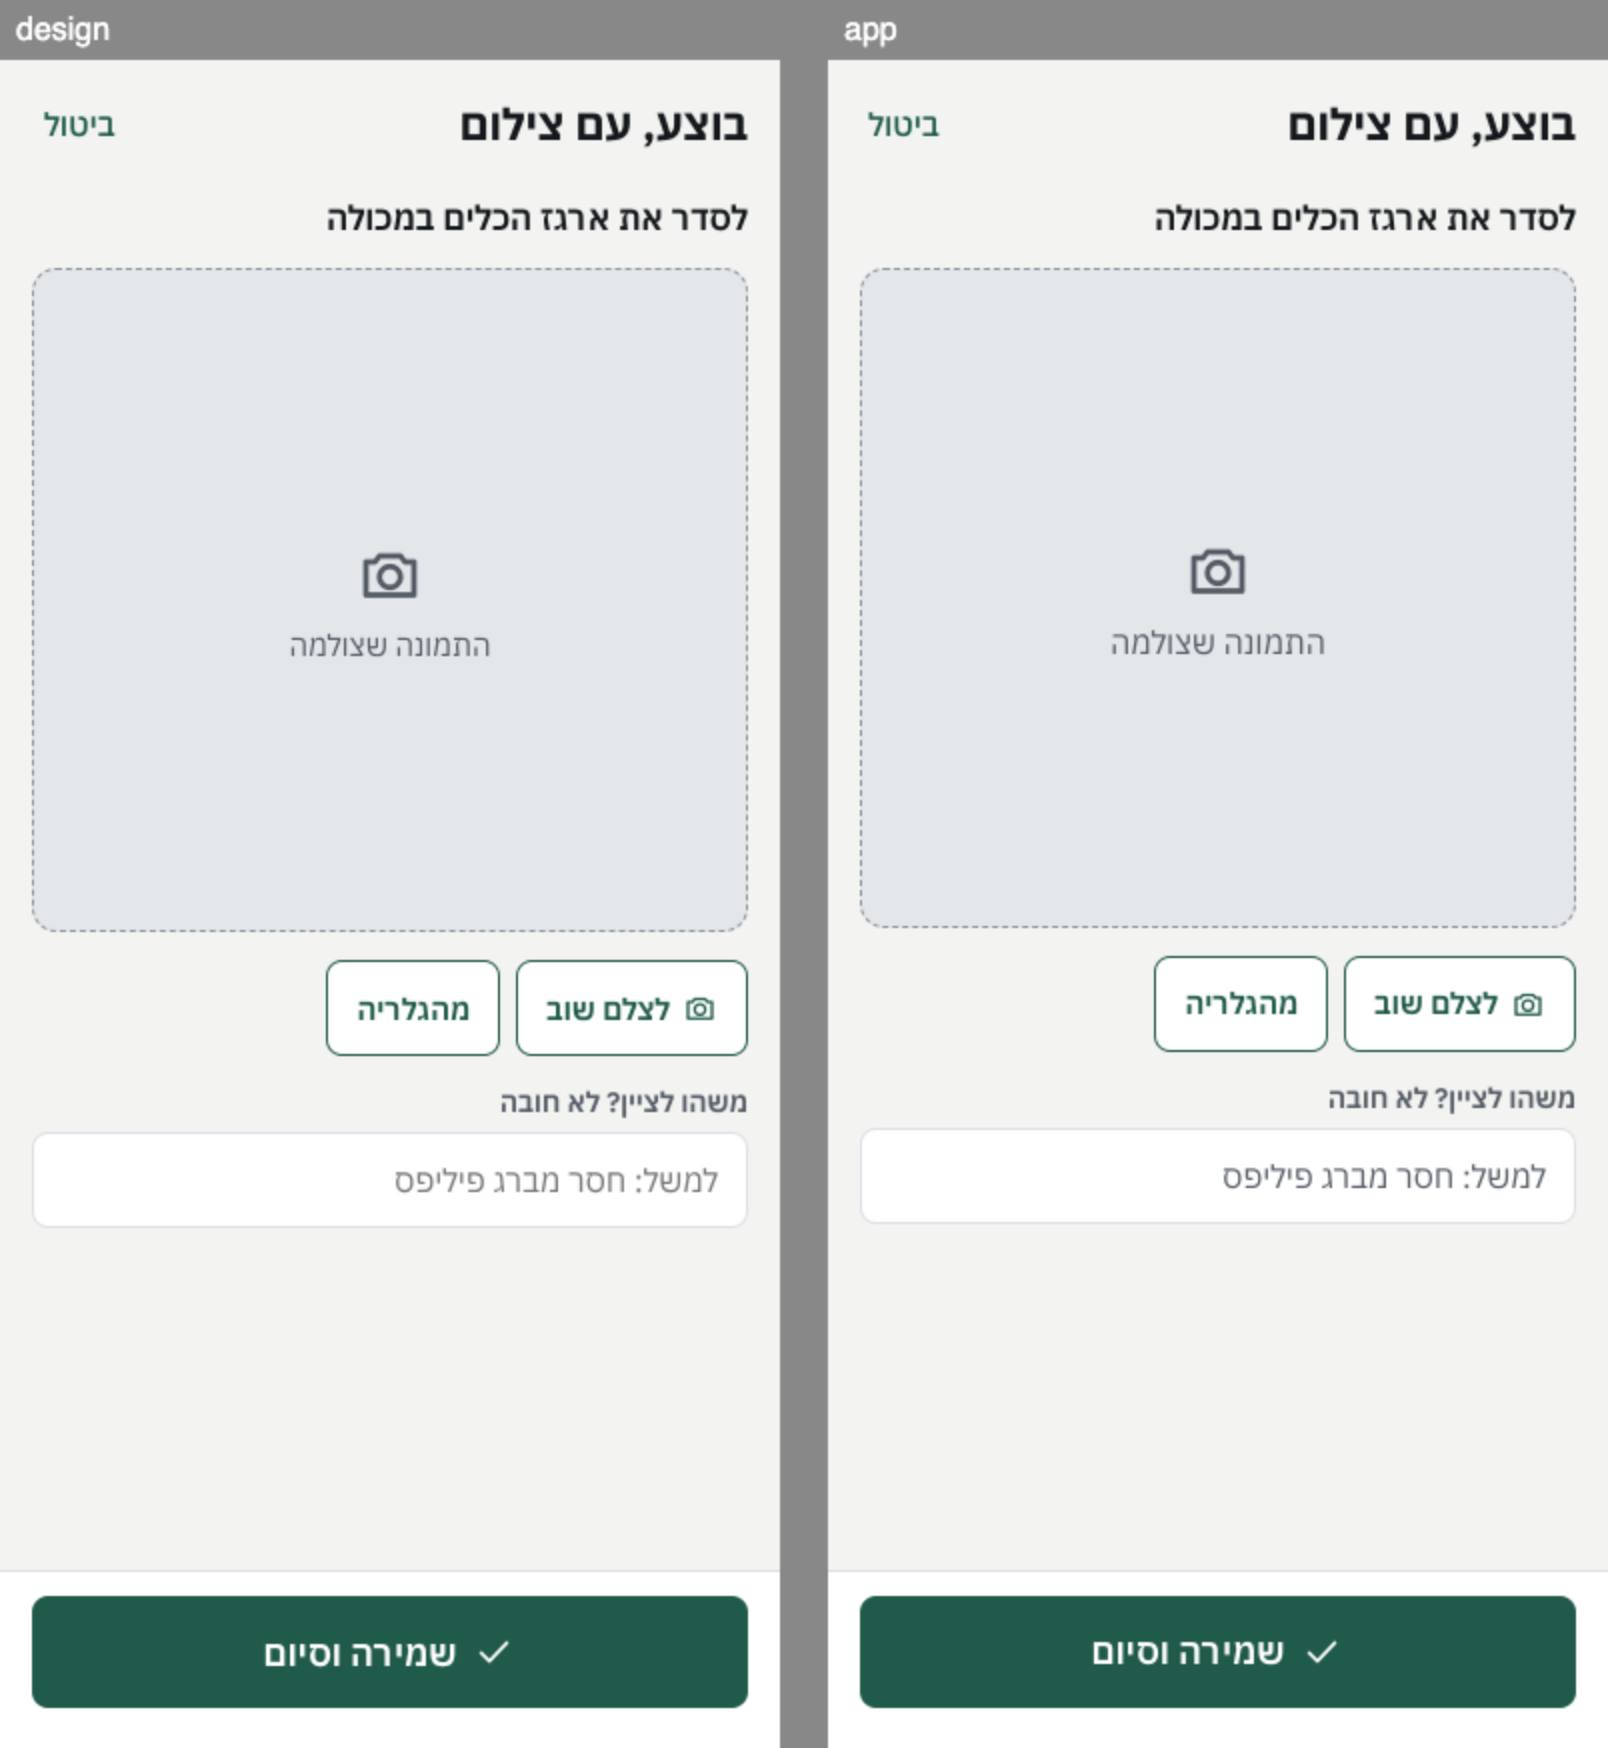 design
בוצע, עם צילום
ביטול
לסדר את ארגז הכלים במכולה
התמונה שצולמה
לצלם שוב
מהגלריה
משהו לציין? לא חובה
למשל: חסר מברג פיליפס
שמירה וסיום
app
בוצע, עם צילום
ביטול
לסדר את ארגז הכלים במכולה
התמונה שצולמה
לצלם שוב
מהגלריה
משהו לציין? לא חובה
למשל: חסר מברג פיליפס
שמירה וסיום